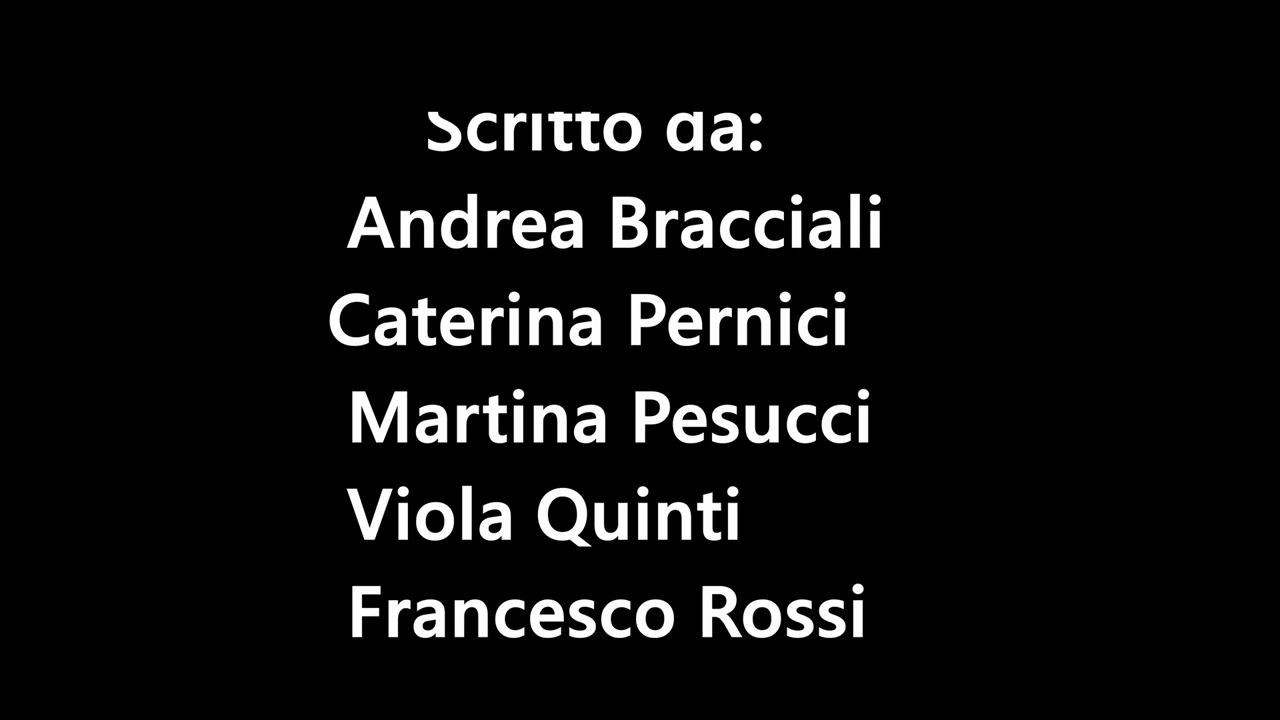 Scritto da:
Andrea Bracciali
Caterina Pernici
Martina Pesucci
Viola Quinti
Francesco Rossi